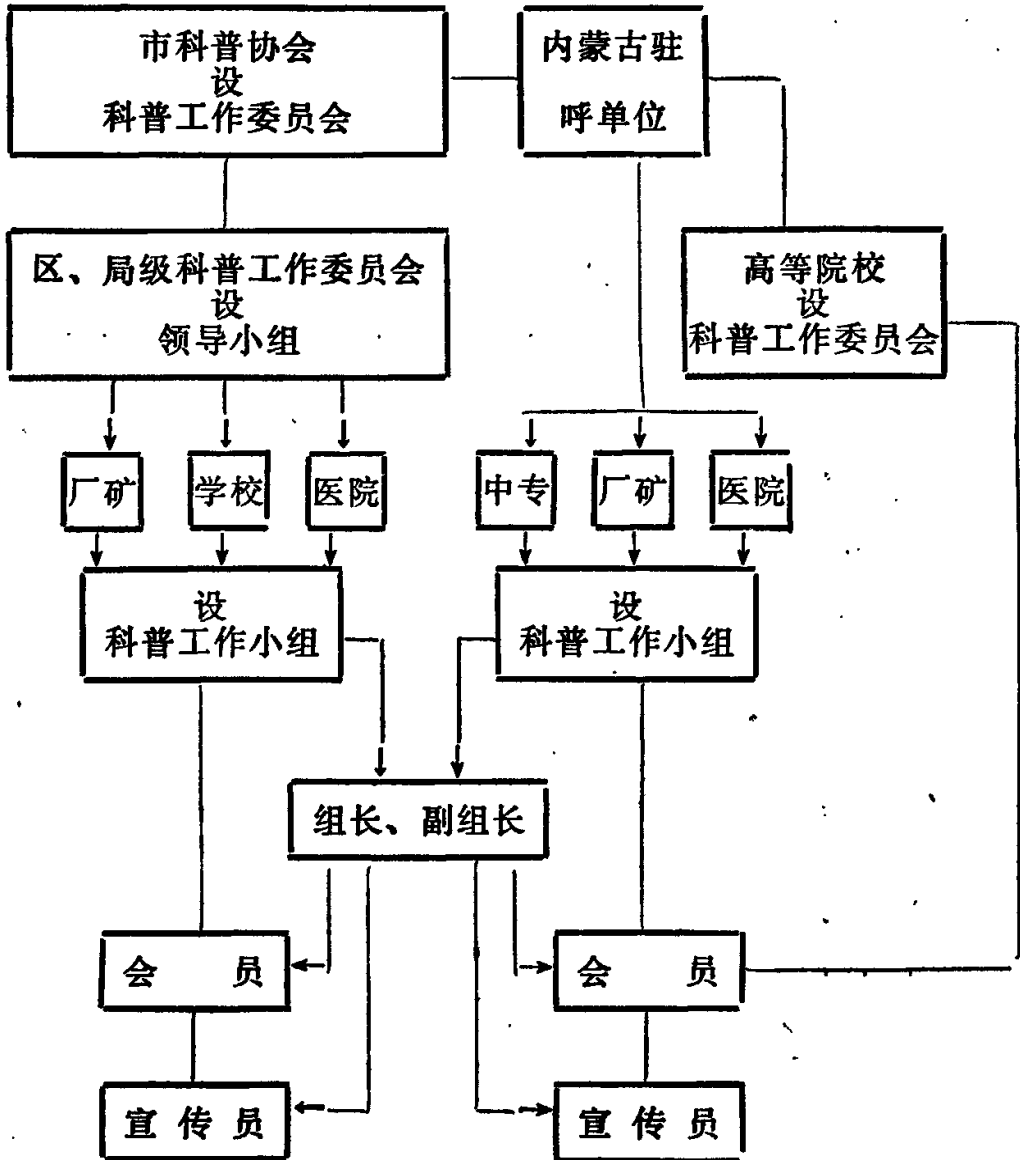 市科普协会
设
科普工作委员会
内蒙古驻
呼单位
区、局级科普工作委员会
设
领导小组
高等院校
设
科普工作委员会
厂矿
学校
医院
中专
厂矿
医院
设
科普工作小组
设
科普工作小组
组长、副组长
会员
会员
宣传员
宣传员